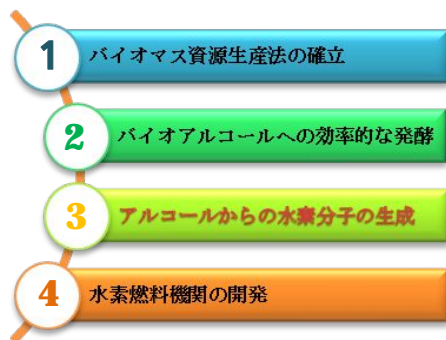 1 バイオマス資源生産法の確立
2 バイオアルコールへの効率的な発酵
3 アルコールからの水素分子の生成
4 水素燃料機関の開発